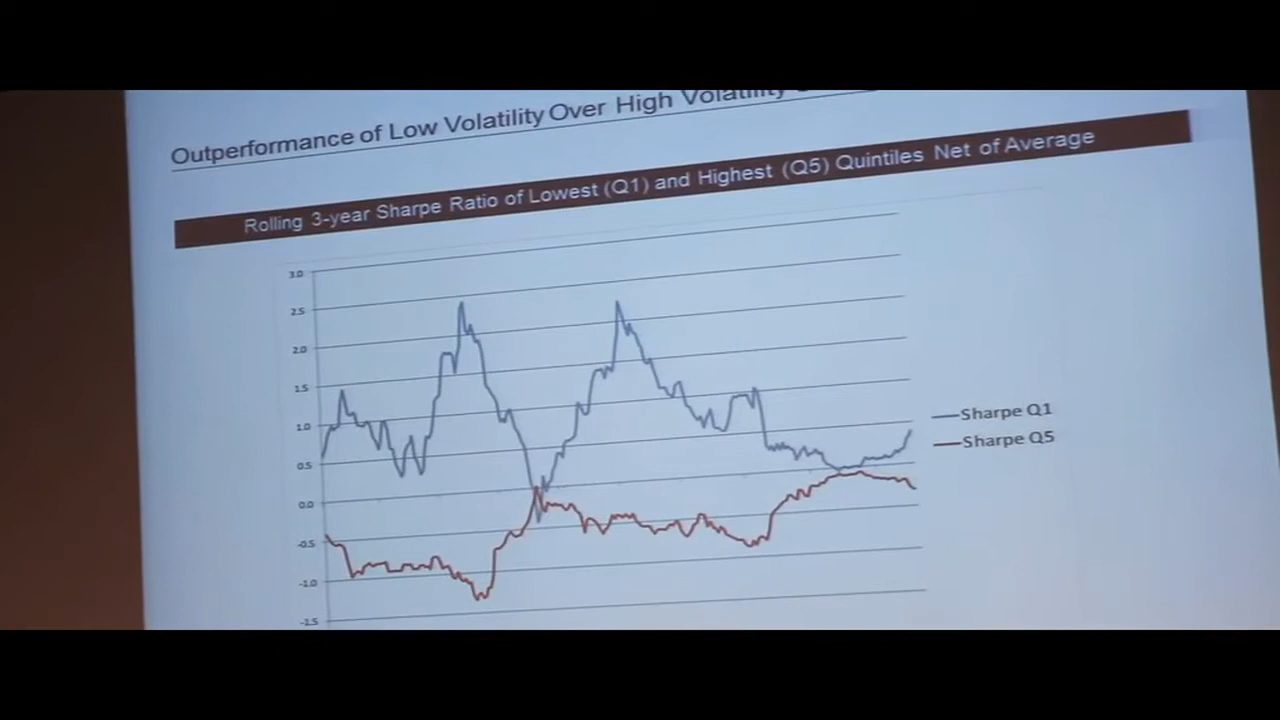 Outperformance of Low Volatility Over High Volatility
Rolling 3-year Sharpe Ratio of Lowest (Q1) and Highest (Q5) Quintiles Net of Average
3.0
2.5
2.0
1.5
1.0
0.5
0.0
-0.5
-1.0
-1.5
Sharpe Q1
Sharpe Q5